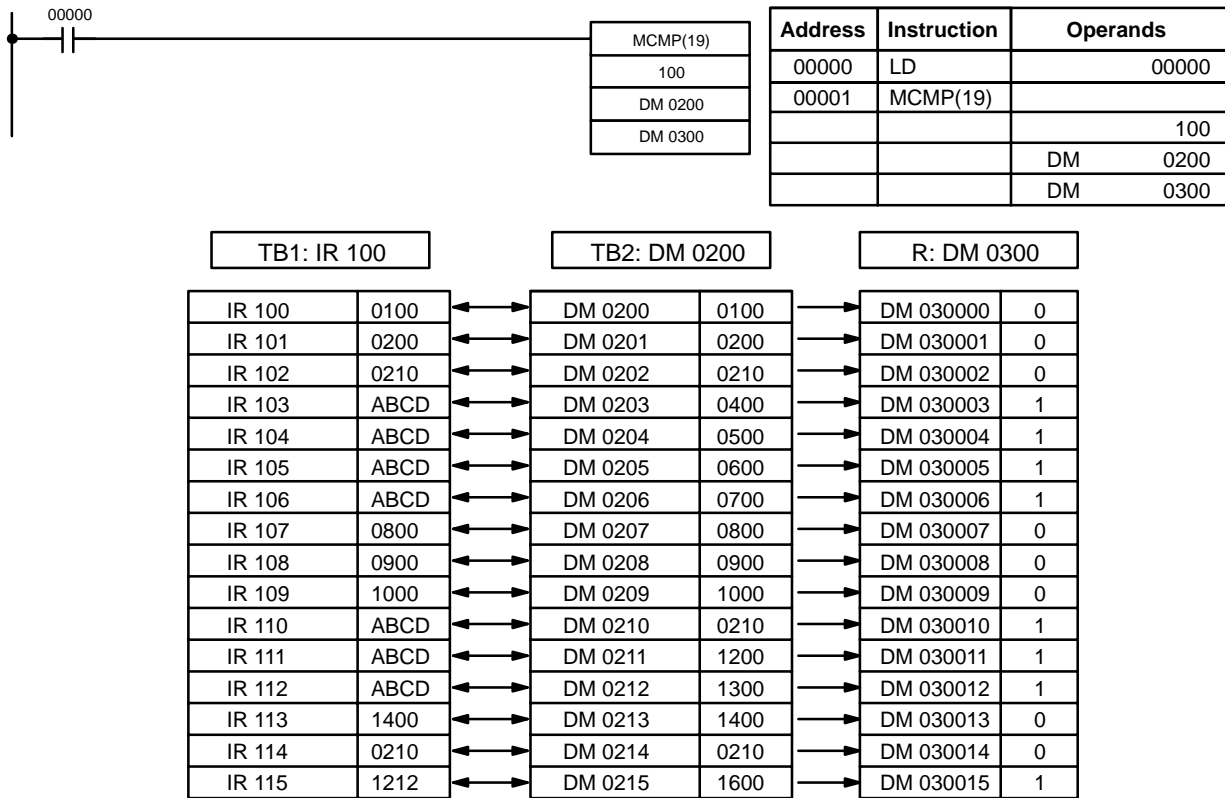 00000
MCMP(19)
100
DM 0200
DM 0300
Address Instruction Operands
00000 LD 00000
00001 MCMP(19)
100
DM 0200
DM 0300
TB1: IR 100 TB2: DM 0200 R: DM 0300
IR 100 0100 DM 0200 0100 DM 030000 0
IR 101 0200 DM 0201 0200 DM 030001 0
IR 102 0210 DM 0202 0210 DM 030002 0
IR 103 ABCD DM 0203 0400 DM 030003 1
IR 104 ABCD DM 0204 0500 DM 030004 1
IR 105 ABCD DM 0205 0600 DM 030005 1
IR 106 ABCD DM 0206 0700 DM 030006 1
IR 107 0800 DM 0207 0800 DM 030007 0
IR 108 0900 DM 0208 0900 DM 030008 0
IR 109 1000 DM 0209 1000 DM 030009 0
IR 110 ABCD DM 0210 0210 DM 030010 1
IR 111 ABCD DM 0211 1200 DM 030011 1
IR 112 ABCD DM 0212 1300 DM 030012 1
IR 113 1400 DM 0213 1400 DM 030013 0
IR 114 0210 DM 0214 0210 DM 030014 0
IR 115 1212 DM 0215 1600 DM 030015 1